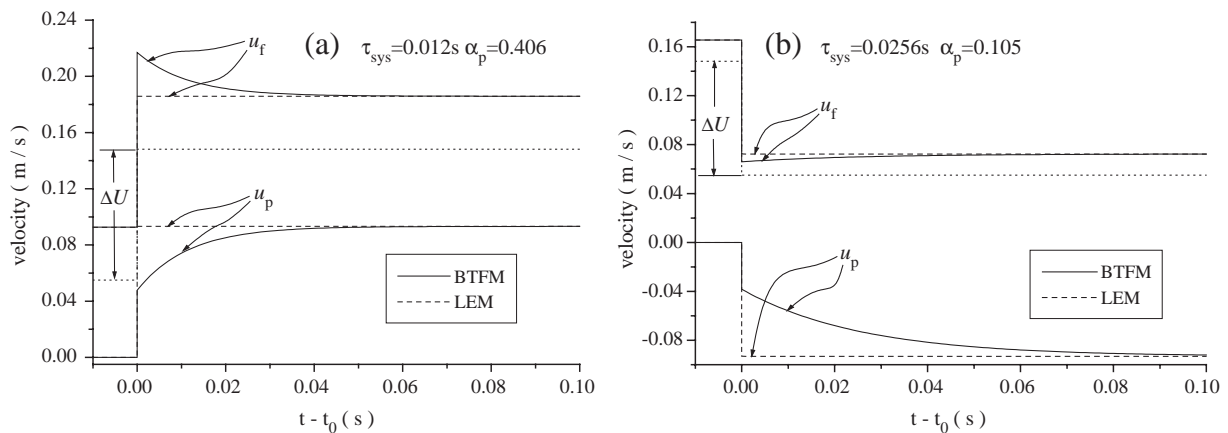 (a) τsys=0.012s αp=0.406
velocity ( m / s )
0.24
0.20
0.16
0.12
0.08
0.04
0.00
uf
ΔU
up
BTFM
LEM
0.00 0.02 0.04 0.06 0.08 0.10
t - t0 ( s )
(b) τsys=0.0256s αp=0.105
velocity ( m / s )
0.16
0.12
0.08
0.04
0.00
-0.04
-0.08
ΔU
uf
up
BTFM
LEM
0.00 0.02 0.04 0.06 0.08 0.10
t - t0 ( s )